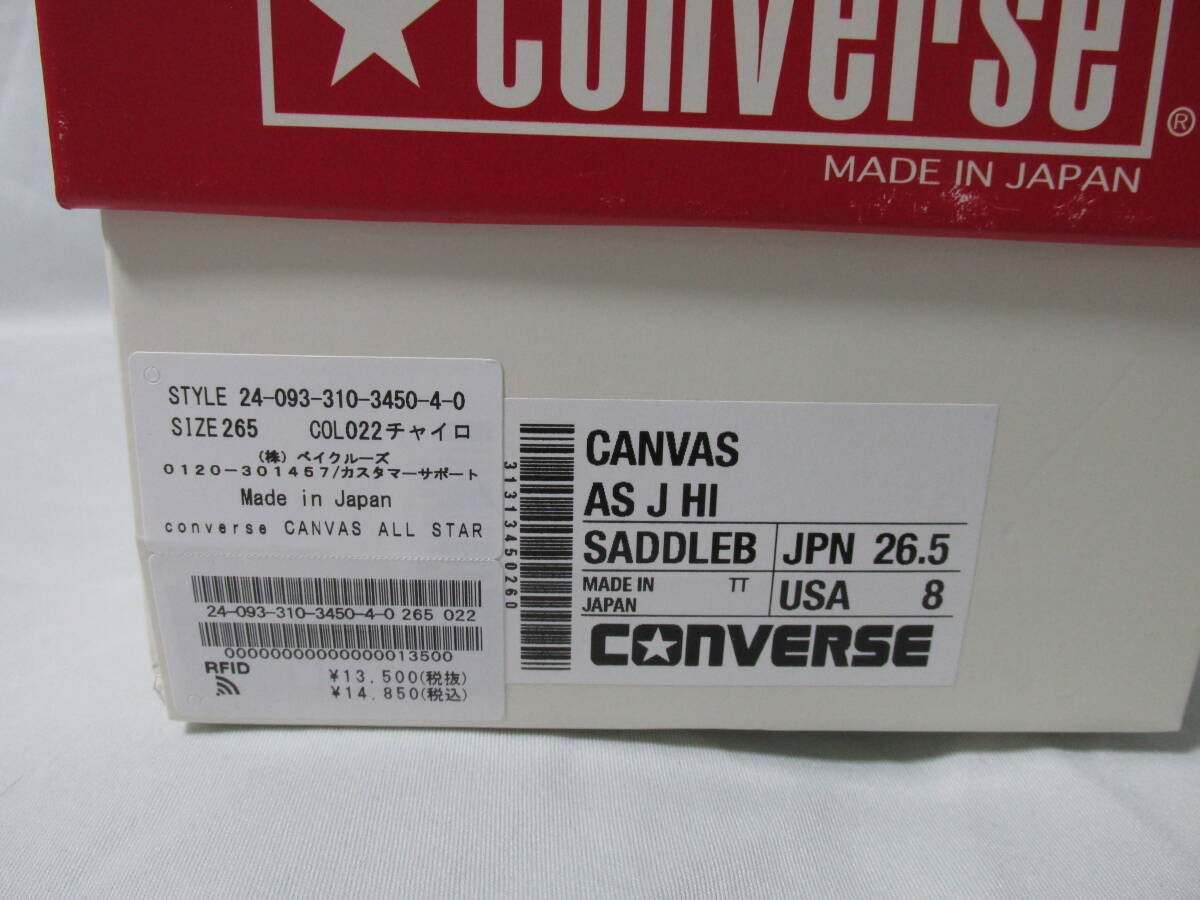 converse
®
MADE IN JAPAN
STYLE 24-093-310-3450-4-0
SIZE265 COL022チャイロ
(株) ベイクルーズ
0120-301457/カスタマーサポート
Made in Japan
converse CANVAS ALL STAR
24-093-310-3450-4-0 265 022
0000000000000000013500
RFID
¥13,500(税抜)
¥14,850(税込)
3131345026​0
CANVAS
AS J HI
SADDLEB JPN 26.5
MADE IN JAPAN TT USA 8
CONVERSE